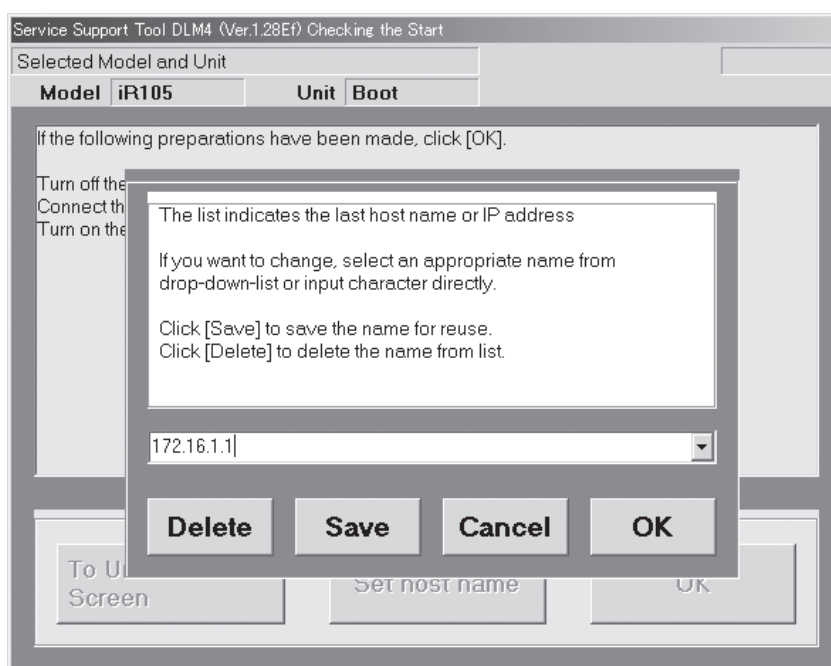 Service Support Tool DLM4 (Ver.1.28Ef) Checking the Start
Selected Model and Unit
Model iR105 Unit Boot
If the following preparations have been made, click [OK].
Turn off the
Connect th
Turn on the
The list indicates the last host name or IP address
If you want to change, select an appropriate name from
drop-down-list or input character directly.
Click [Save] to save the name for reuse.
Click [Delete] to delete the name from list.
172.16.1.1
Delete Save Cancel OK
To U
Screen
Set host name
OK